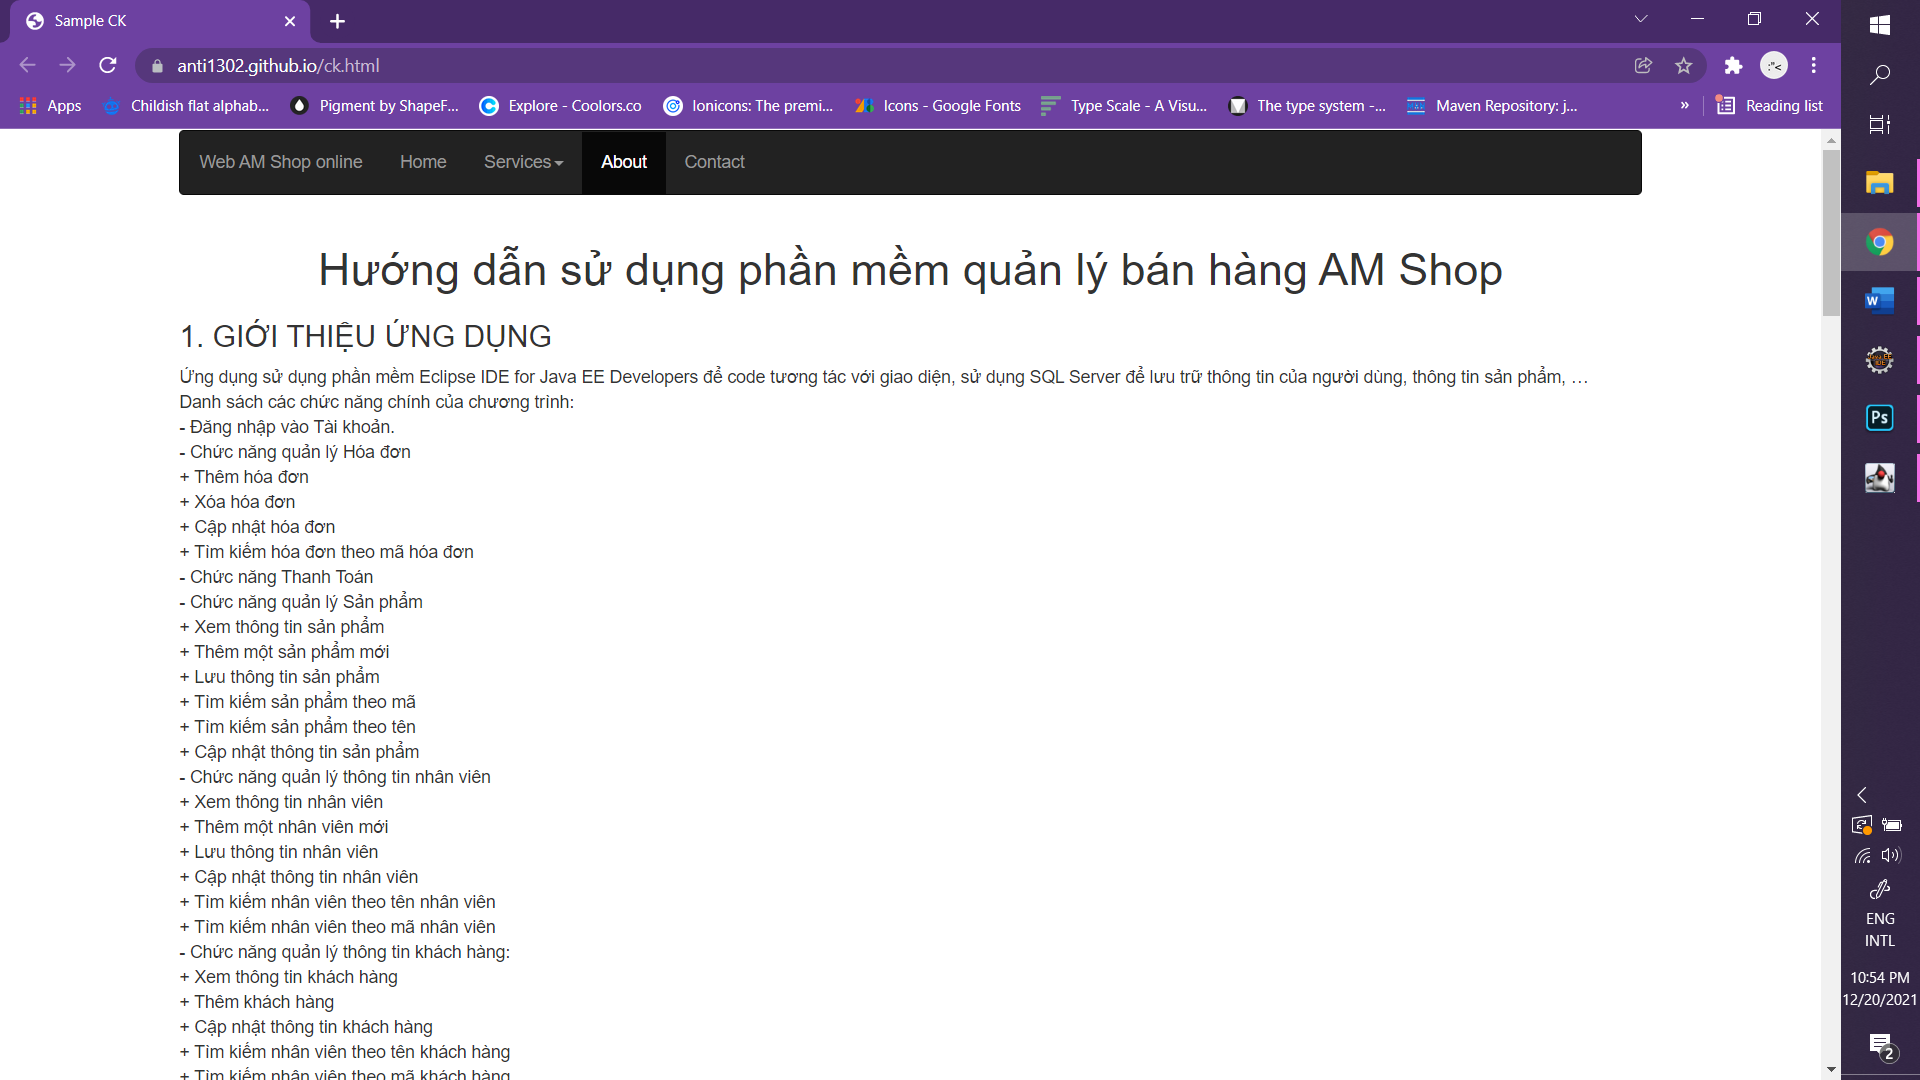 Sample CK
anti1302.github.io/ck.html
Apps
Childish flat alphab...
Pigment by ShapeF...
Explore - Coolors.co
Ionicons: The premi...
Icons - Google Fonts
Type Scale - A Visu...
The type system -...
Maven Repository: j...
»
Reading list
Web AM Shop online
Home
Services
About
Contact
Hướng dẫn sử dụng phần mềm quản lý bán hàng AM Shop
1. GIỚI THIỆU ỨNG DỤNG
Ứng dụng sử dụng phần mềm Eclipse IDE for Java EE Developers để code tương tác với giao diện, sử dụng SQL Server để lưu trữ thông tin của người dùng, thông tin sản phẩm, …
Danh sách các chức năng chính của chương trình:
- Đăng nhập vào Tài khoản.
- Chức năng quản lý Hóa đơn
+ Thêm hóa đơn
+ Xóa hóa đơn
+ Cập nhật hóa đơn
+ Tìm kiếm hóa đơn theo mã hóa đơn
- Chức năng Thanh Toán
- Chức năng quản lý Sản phẩm
+ Xem thông tin sản phẩm
+ Thêm một sản phẩm mới
+ Lưu thông tin sản phẩm
+ Tìm kiếm sản phẩm theo mã
+ Tìm kiếm sản phẩm theo tên
+ Cập nhật thông tin sản phẩm
- Chức năng quản lý thông tin nhân viên
+ Xem thông tin nhân viên
+ Thêm một nhân viên mới
+ Lưu thông tin nhân viên
+ Cập nhật thông tin nhân viên
+ Tìm kiếm nhân viên theo tên nhân viên
+ Tìm kiếm nhân viên theo mã nhân viên
- Chức năng quản lý thông tin khách hàng:
+ Xem thông tin khách hàng
+ Thêm khách hàng
+ Cập nhật thông tin khách hàng
+ Tìm kiếm nhân viên theo tên khách hàng
+ Tìm kiếm nhân viên theo mã khách hàng
Ps
ENG
INTL
10:54 PM
12/20/2021
2